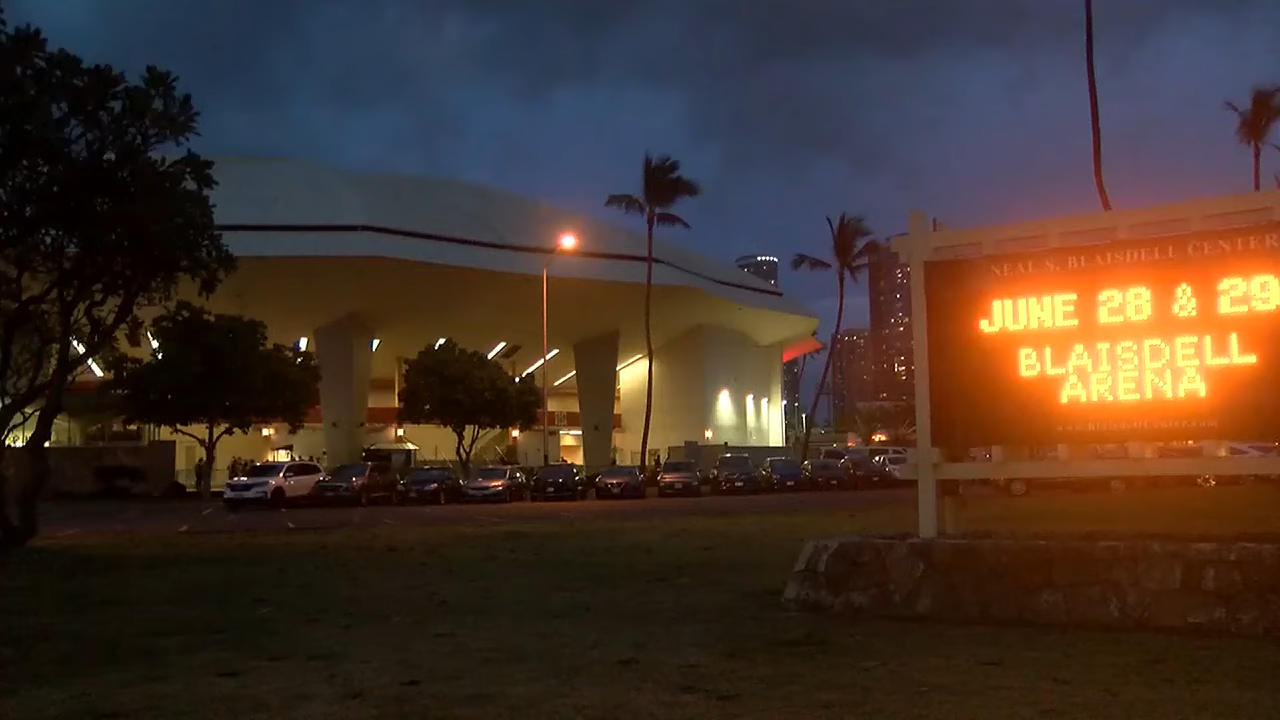 NEAL S. BLAISDELL CENTER
JUNE 28 & 29
BLAISDELL
ARENA